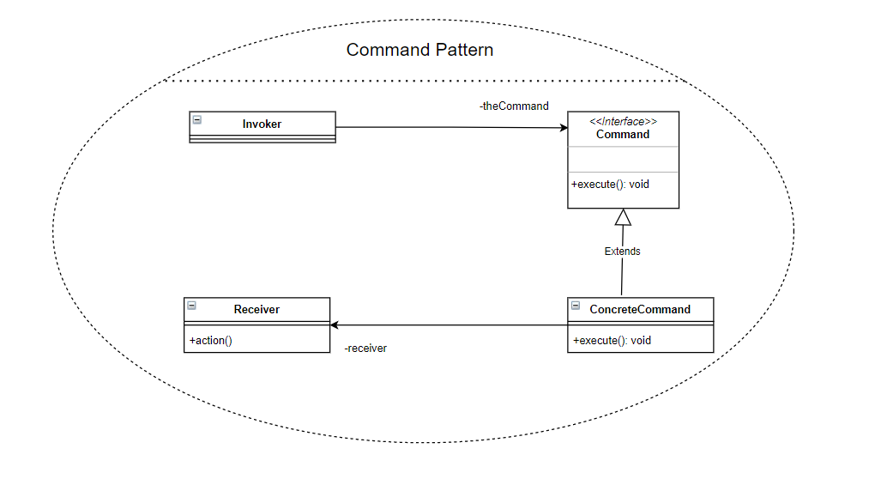 Command Pattern
-theCommand
Invoker
<<Interface>>
Command
+execute(): void
Extends
Receiver
+action()
-receiver
ConcreteCommand
+execute(): void